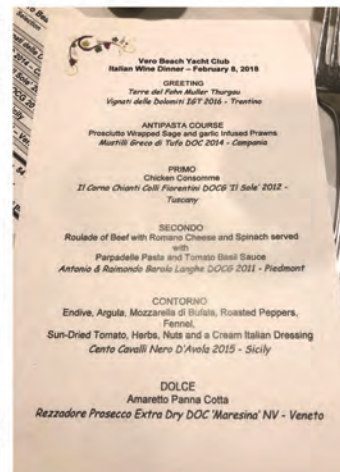 Vero Beach Yacht Club
Italian Wine Dinner – February 8, 2018
GREETING
Terre del Fohn Muller Thurgau
Vignati delle Dolomiti IGT 2016 - Trentino
ANTIPASTA COURSE
Prosciutto Wrapped Sage and garlic Infused Prawns
Mustilli Greco di Tufo DOC 2014 - Campania
PRIMO
Chicken Consomme
Il Corno Chianti Colli Fiorentini DOCG 'Il Sole' 2012 -
Tuscany
SECONDO
Roulade of Beef with Romano Cheese and Spinach served
with
Parpadelle Pasta and Tomato Basil Sauce
Antonio & Raimondo Barolo Langhe DOCG 2011 - Piedmont
CONTORNO
Endive, Argula, Mozzarella di Bufala, Roasted Peppers,
Fennel,
Sun-Dried Tomato, Herbs, Nuts and a Cream Italian Dressing
Cento Cavalli Nero D'Avola 2015 - Sicily
DOLCE
Amaretto Panna Cotta
Rezzadore Prosecco Extra Dry DOC 'Maresina' NV - Veneto